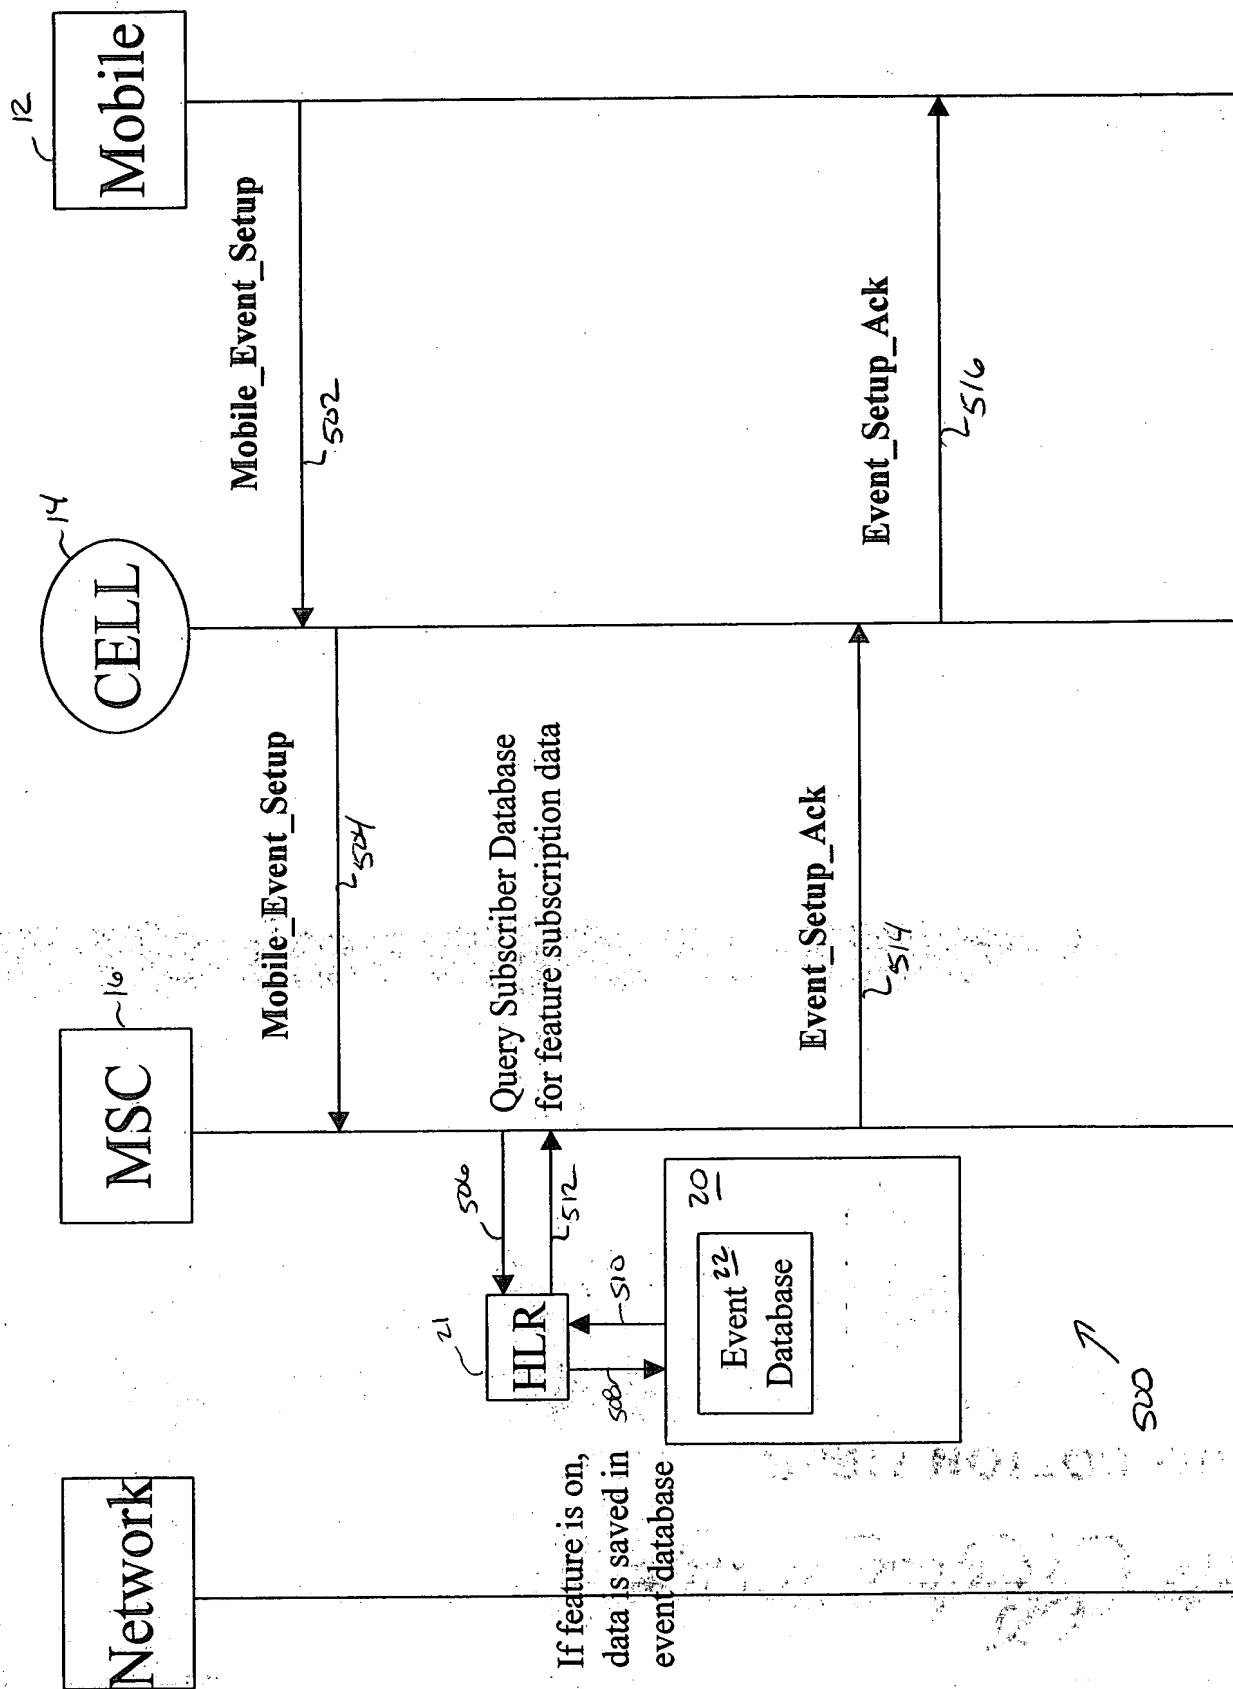 Network
MSC
16
CELL
14
Mobile
12
Mobile_Event_Setup
502
Mobile_Event_Setup
504
Query Subscriber Database
for feature subscription data
506
512
21
HLR
508
510
If feature is on,
data is saved in
event database
20
Event 22
Database
Event_Setup_Ack
514
Event_Setup_Ack
516
500